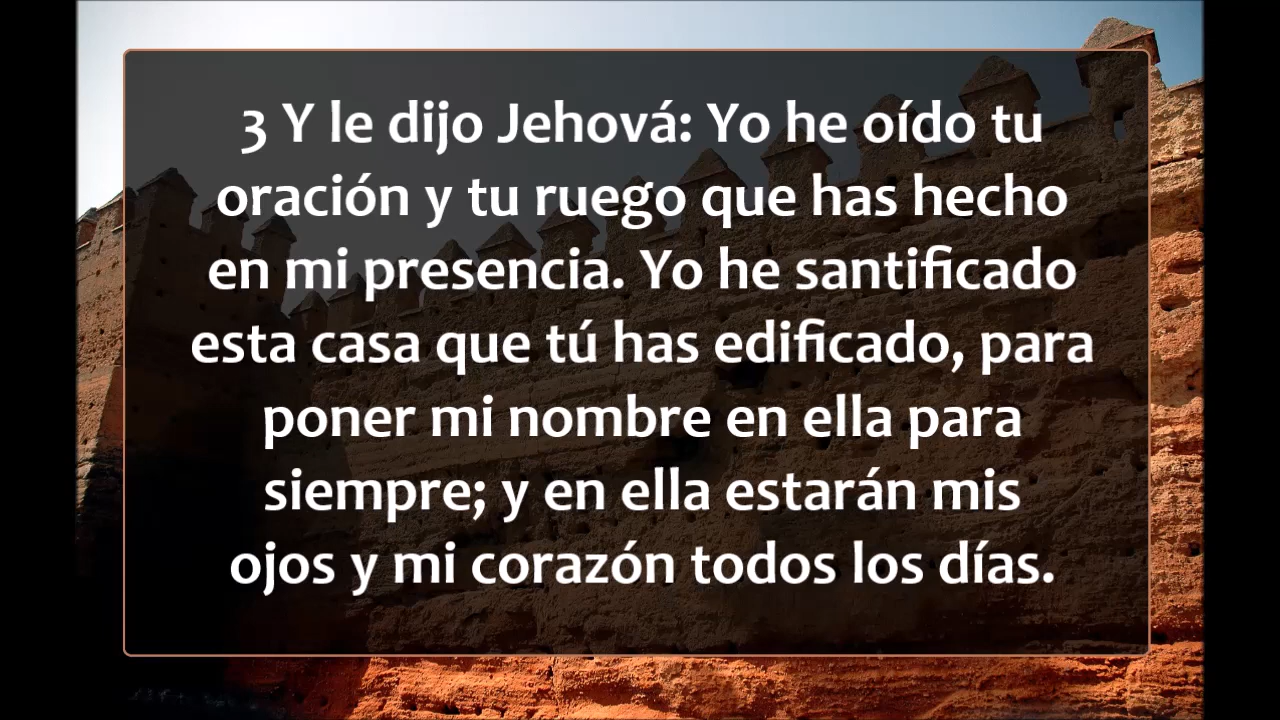 3 Y le dijo Jehová: Yo he oído tu
oración y tu ruego que has hecho
en mi presencia. Yo he santificado
esta casa que tú has edificado, para
poner mi nombre en ella para
siempre; y en ella estarán mis
ojos y mi corazón todos los días.